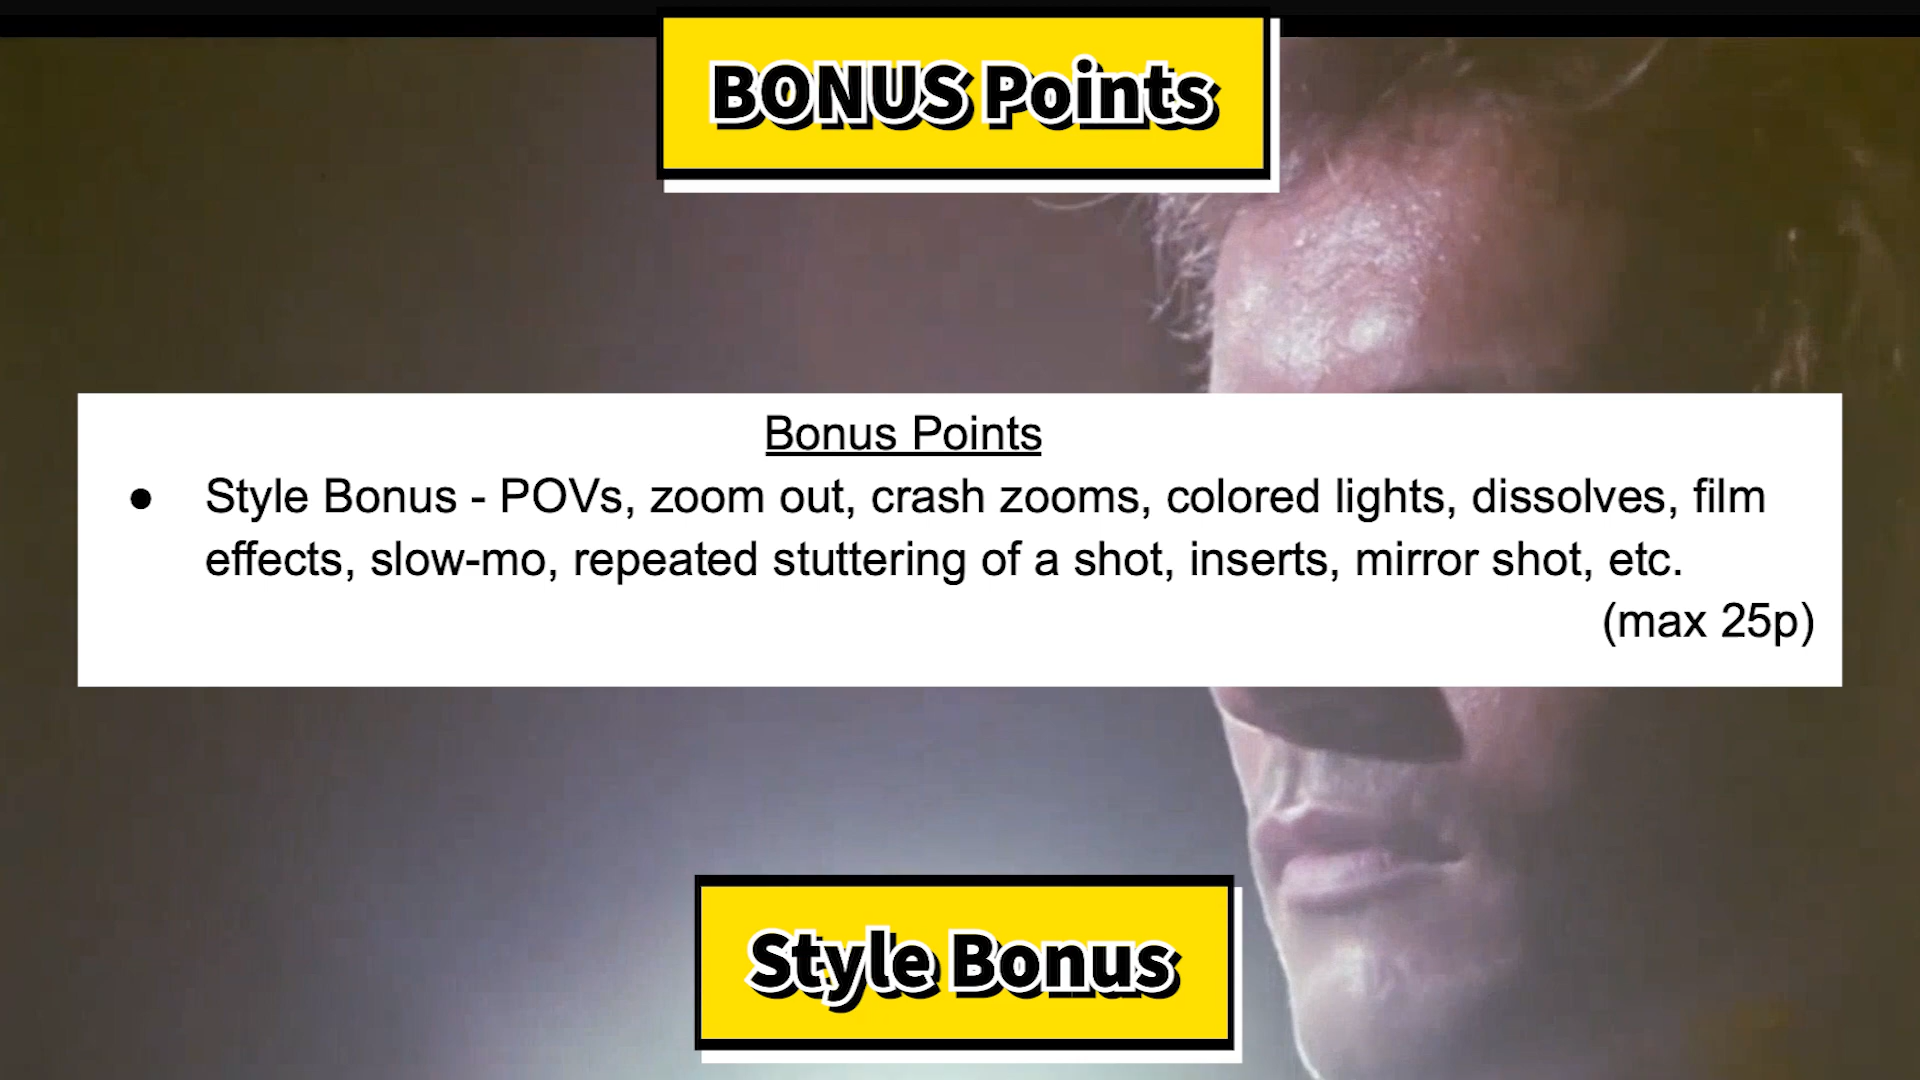 BONUS Points
Bonus Points
● Style Bonus - POVs, zoom out, crash zooms, colored lights, dissolves, film
effects, slow-mo, repeated stuttering of a shot, inserts, mirror shot, etc.
(max 25p)
Style Bonus